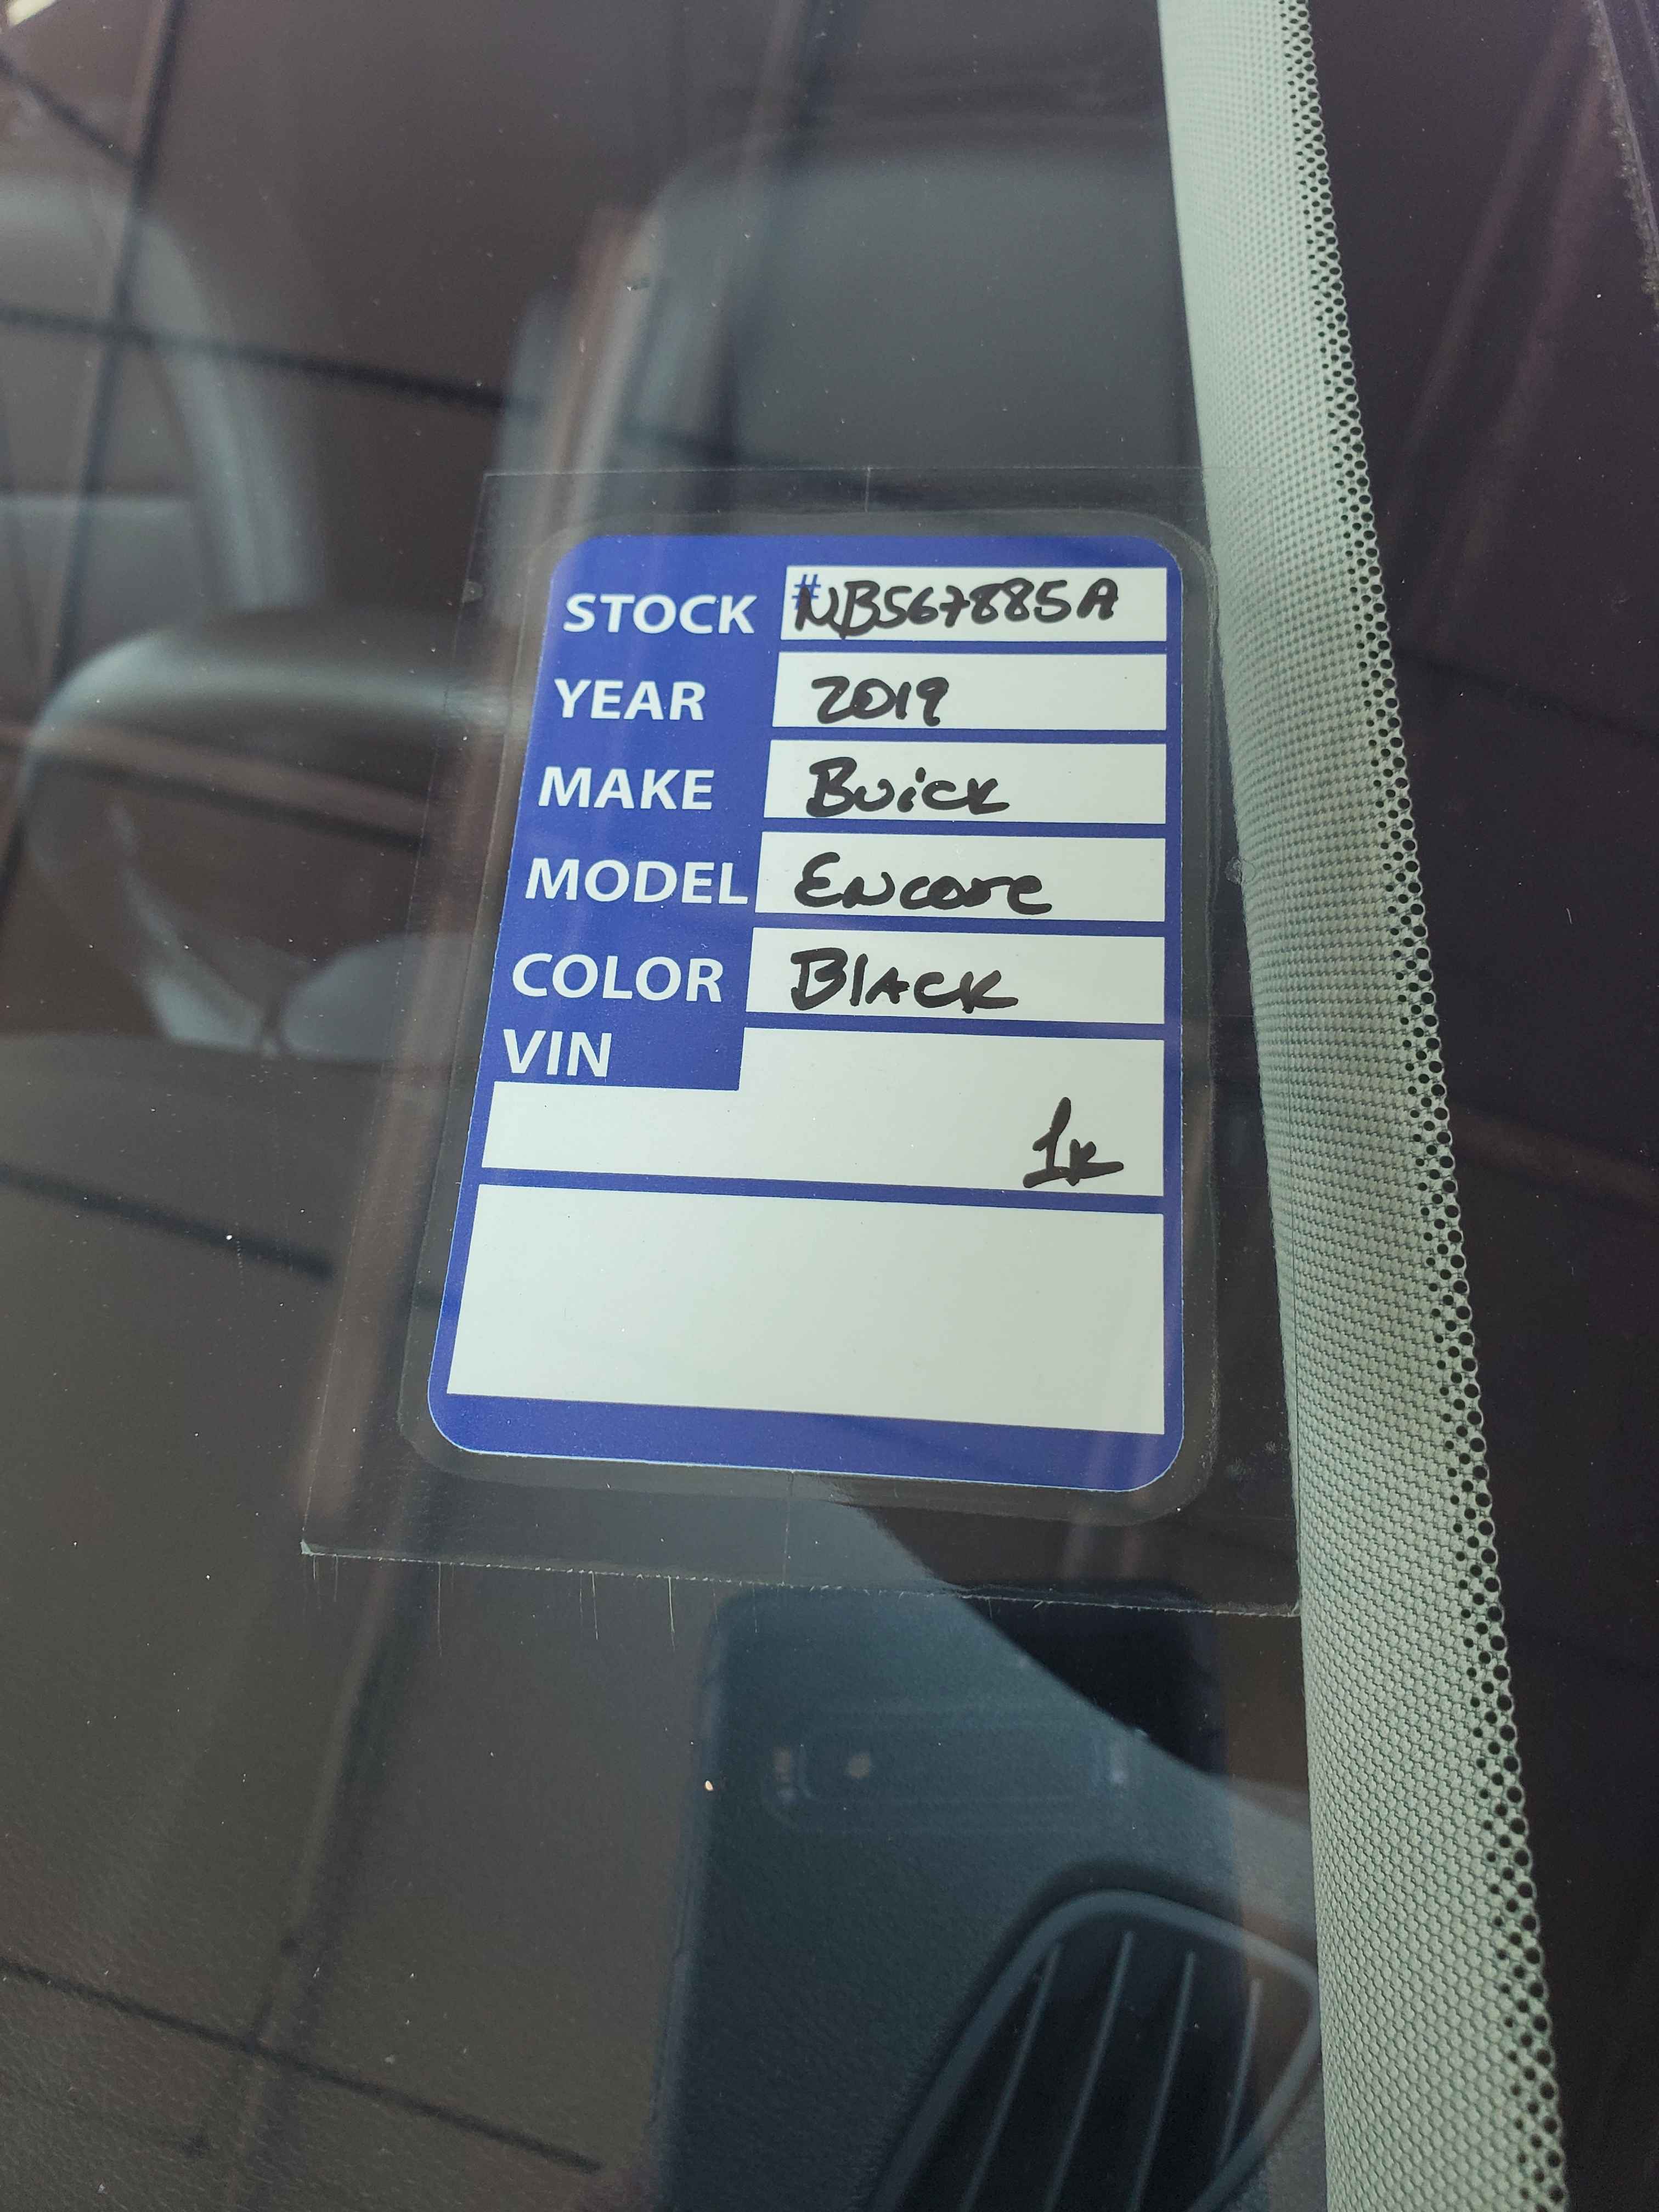 STOCK #NB567885A
YEAR 2019
MAKE Buick
MODEL Encore
COLOR Black
VIN
1k